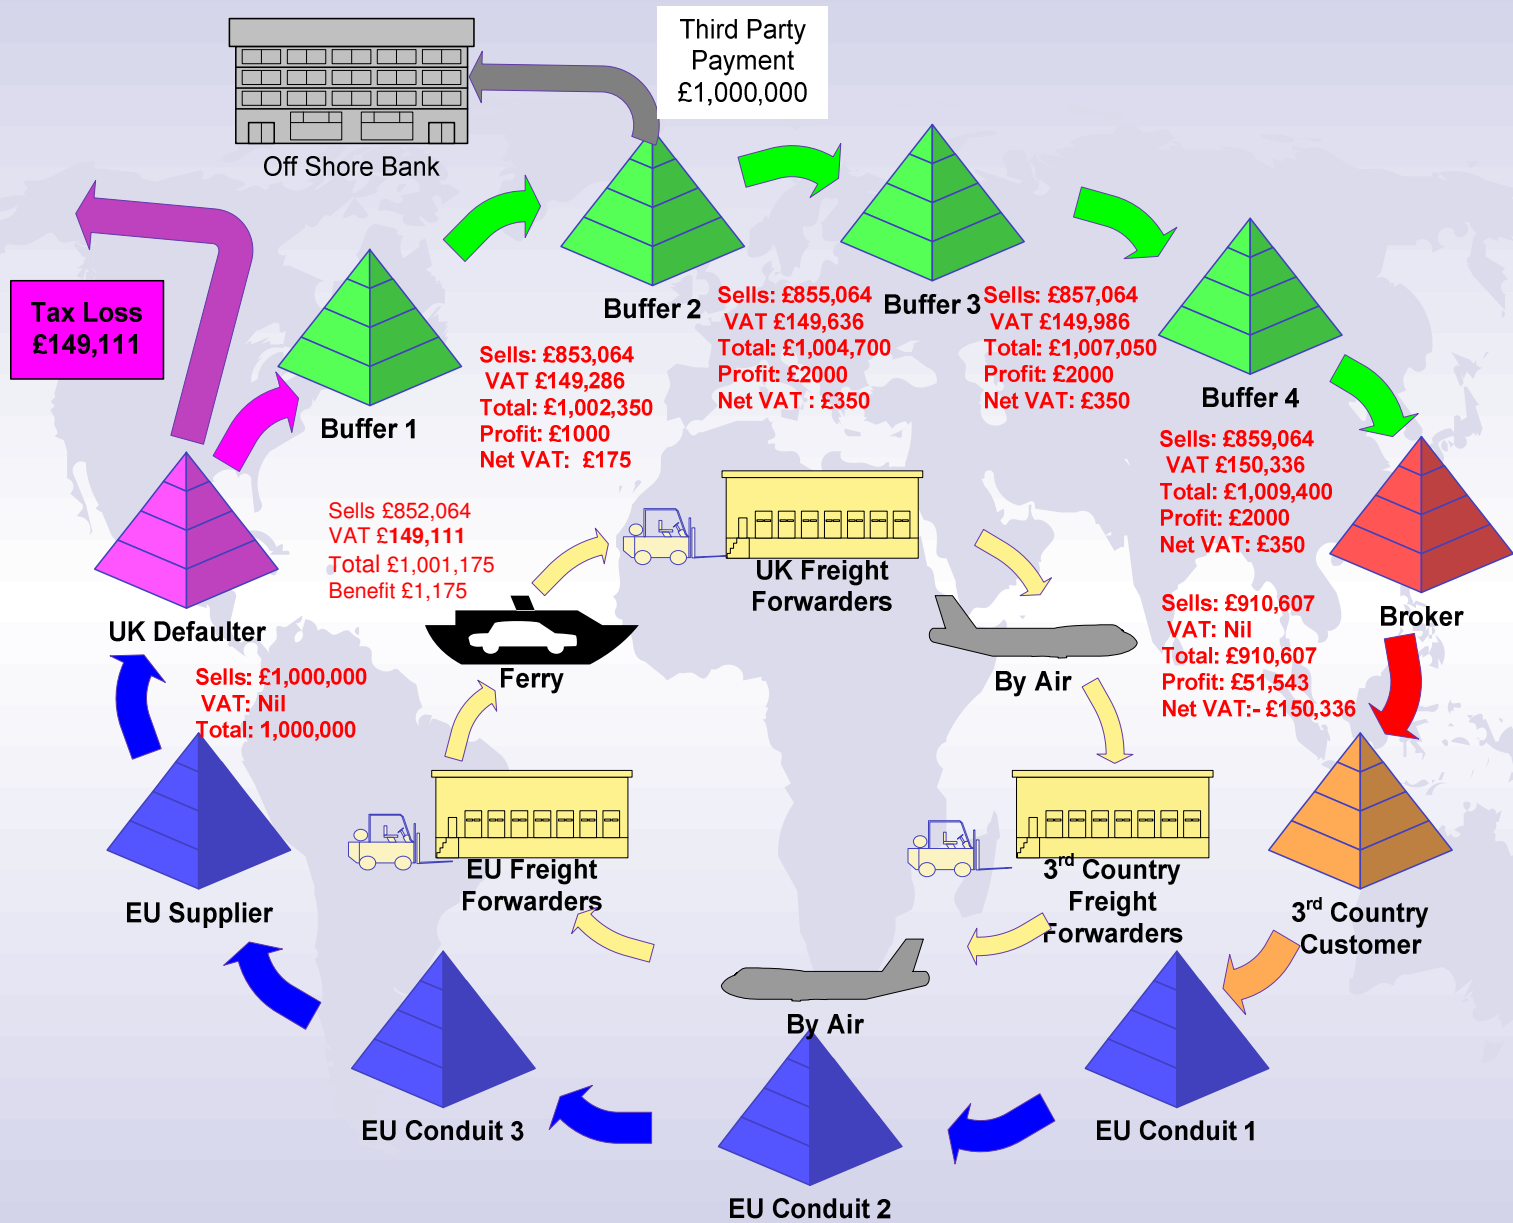 Third Party
Payment
£1,000,000
Off Shore Bank
Tax Loss
£149,111
Buffer 1
Buffer 2
Buffer 3
Buffer 4
Sells: £853,064
VAT £149,286
Total: £1,002,350
Profit: £1000
Net VAT: £175
Sells: £855,064
VAT £149,636
Total: £1,004,700
Profit: £2000
Net VAT : £350
Sells: £857,064
VAT £149,986
Total: £1,007,050
Profit: £2000
Net VAT: £350
Sells: £859,064
VAT £150,336
Total: £1,009,400
Profit: £2000
Net VAT: £350
Sells £852,064
VAT £149,111
Total £1,001,175
Benefit £1,175
UK Freight
Forwarders
Sells: £910,607
VAT: Nil
Total: £910,607
Profit: £51,543
Net VAT:- £150,336
Broker
UK Defaulter
Sells: £1,000,000
VAT: Nil
Total: 1,000,000
Ferry
By Air
EU Freight
Forwarders
3rd Country
Freight
Forwarders
EU Supplier
3rd Country
Customer
By Air
EU Conduit 3
EU Conduit 1
EU Conduit 2